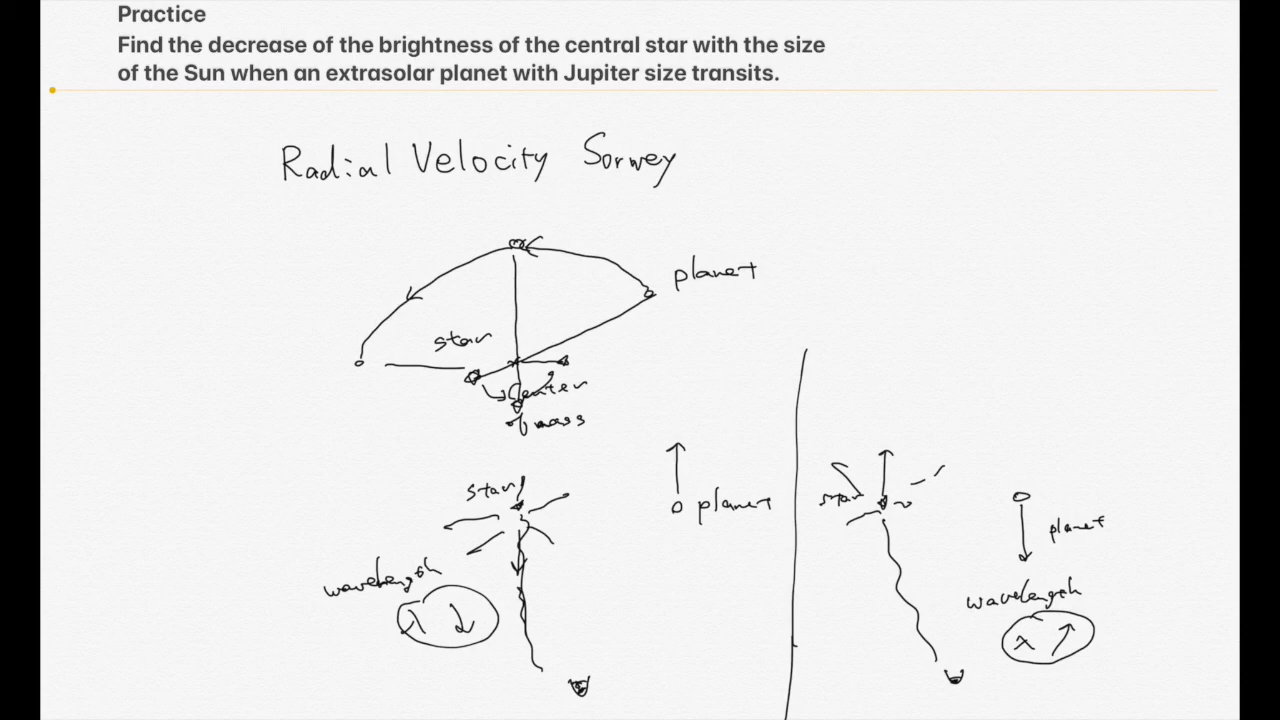 Practice
Find the decrease of the brightness of the central star with the size
of the Sun when an extrasolar planet with Jupiter size transits.
Radial Velocity Sorvey
planet
star
center
of mass
star
planet
star
planet
wavelength
λ ↓
wavelength
λ ↑